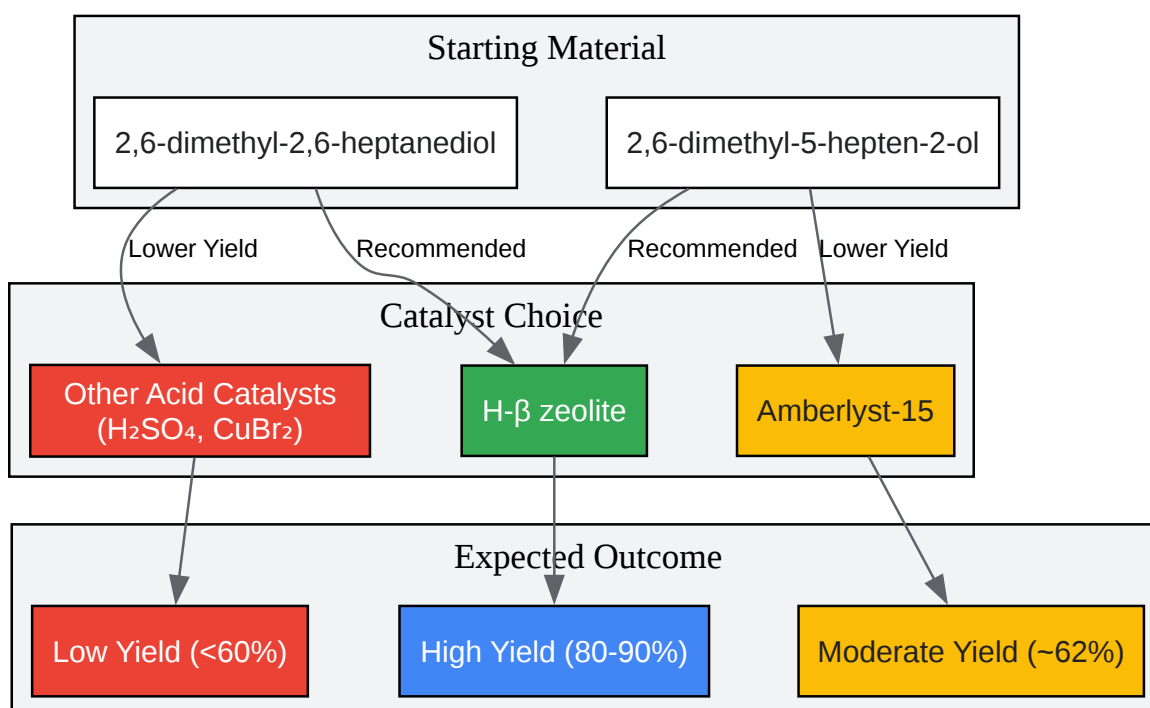 Starting Material
2,6-dimethyl-2,6-heptanediol
2,6-dimethyl-5-hepten-2-ol
Lower Yield
Recommended
Recommended
Lower Yield
Catalyst Choice
Other Acid Catalysts
(H₂SO₄, CuBr₂)
H-β zeolite
Amberlyst-15
Expected Outcome
Low Yield (<60%)
High Yield (80-90%)
Moderate Yield (~62%)